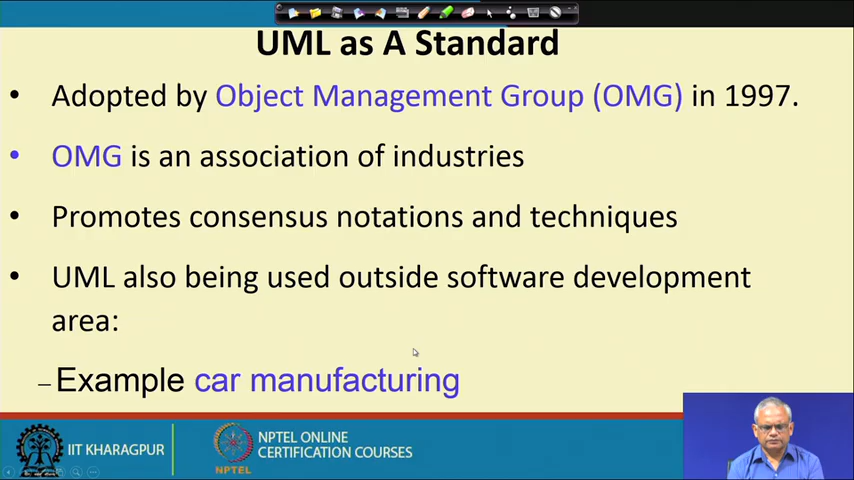 UML as A Standard
• Adopted by Object Management Group (OMG) in 1997.
• OMG is an association of industries
• Promotes consensus notations and techniques
• UML also being used outside software development
area:
– Example car manufacturing
IIT KHARAGPUR
NPTEL
NPTEL ONLINE
CERTIFICATION COURSES